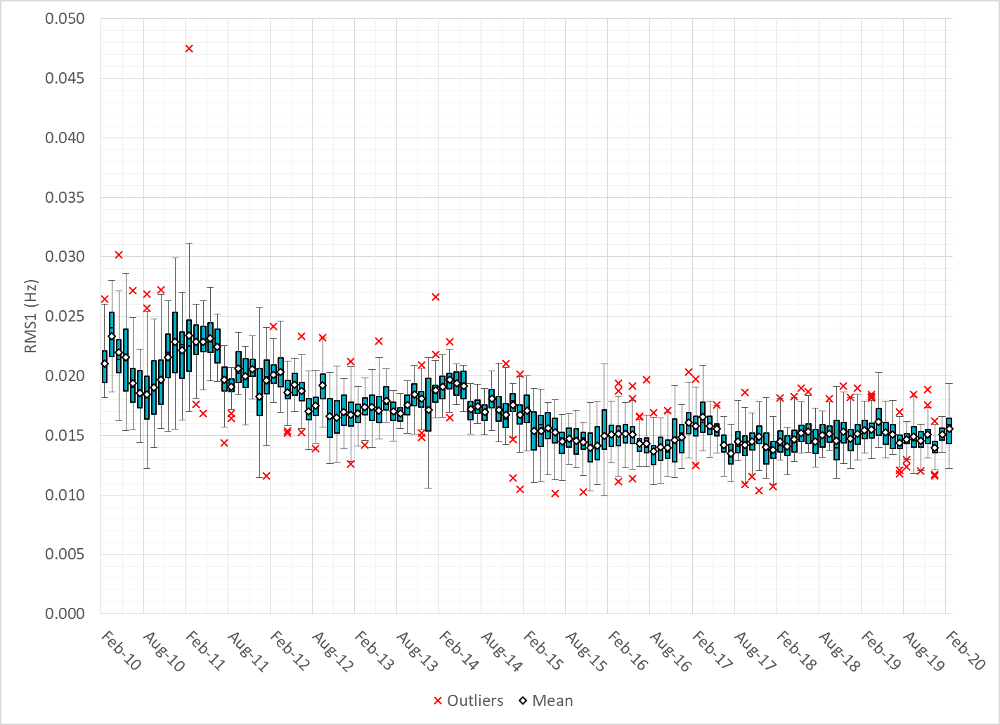 0.050
0.045
0.040
0.035
0.030
0.025
0.020
0.015
0.010
0.005
0.000
RMS1 (Hz)
Feb-10
Aug-10
Feb-11
Aug-11
Feb-12
Aug-12
Feb-13
Aug-13
Feb-14
Aug-14
Feb-15
Aug-15
Feb-16
Aug-16
Feb-17
Aug-17
Feb-18
Aug-18
Feb-19
Aug-19
Feb-20
Outliers Mean